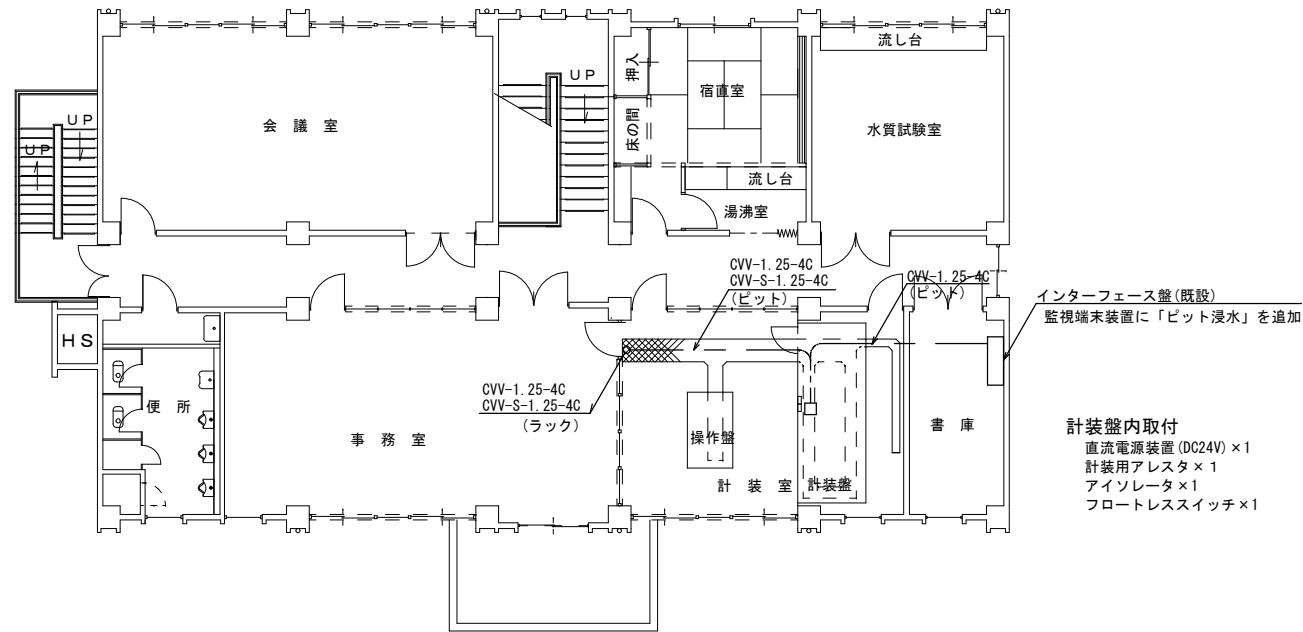 流し台
押入
UP
宿直室
会 議 室
床の間
水質試験室
UP
UP
流し台
湯沸室
CVV-1.25-4C
CVV-S-1.25-4C
(ピット)
CVV-1.25-4C
(ピット)
インターフェース盤(既設)
監視端末装置に「ピット浸水」を追加
HS
CVV-1.25-4C
CVV-S-1.25-4C
(ラック)
便 所
事 務 室
操作盤
書 庫
計 装 室
計装盤
計装盤内取付
直流電源装置(DC24V)×1
計装用アレスタ×1
アイソレータ×1
フロートレススイッチ×1